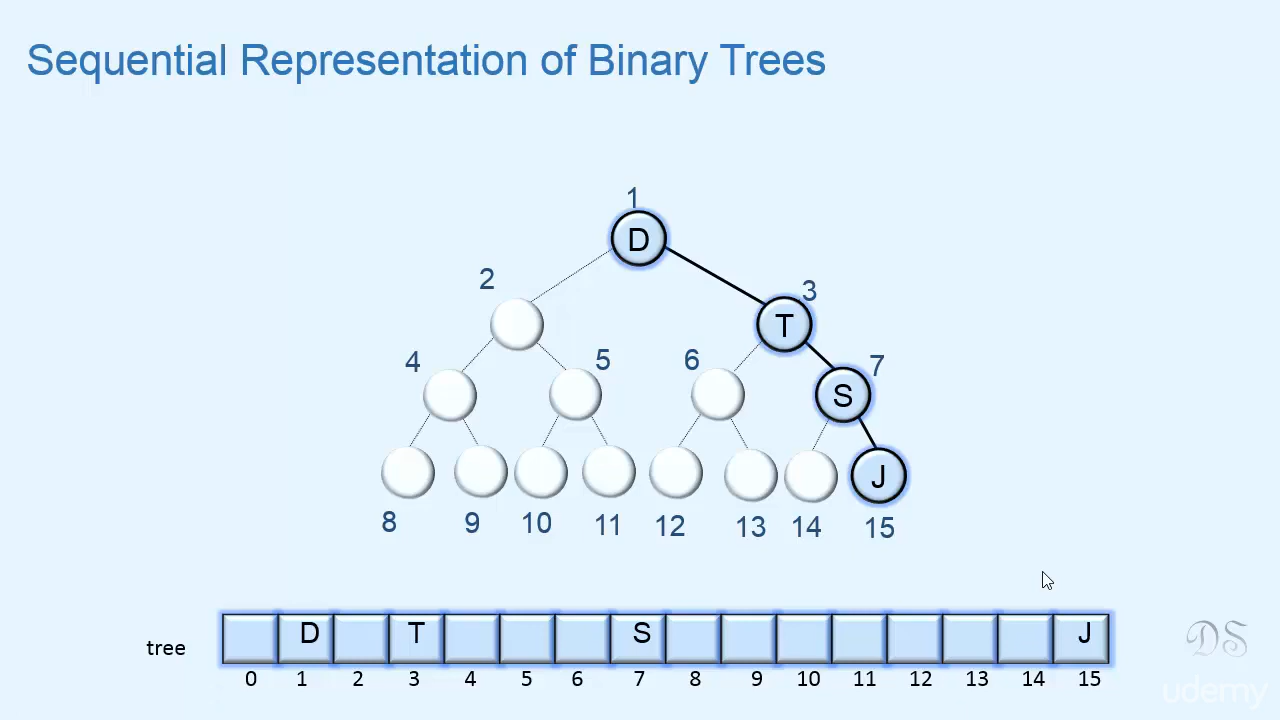 Sequential Representation of Binary Trees
1
D
2
3
T
4
5
6
7
S
J
8 9 10 11 12 13 14 15
tree
D T S J
0 1 2 3 4 5 6 7 8 9 10 11 12 13 14 15
DS
udemy